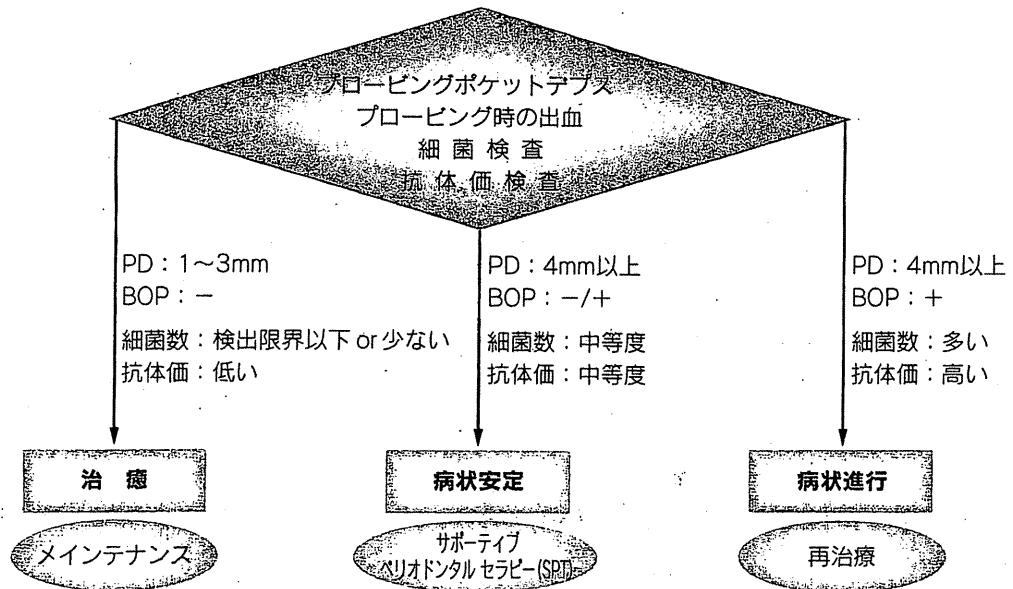 プロービングポケットデプス
プロービング時の出血
細菌検査
抗体価検査
PD：1〜3mm
BOP：−
細菌数：検出限界以下 or 少ない
抗体価：低い
PD：4mm以上
BOP：−/＋
細菌数：中等度
抗体価：中等度
PD：4mm以上
BOP：＋
細菌数：多い
抗体価：高い
治癒
病状安定
病状進行
メインテナンス
サポーティブ
ペリオドンタル セラピー(SPT)
再治療